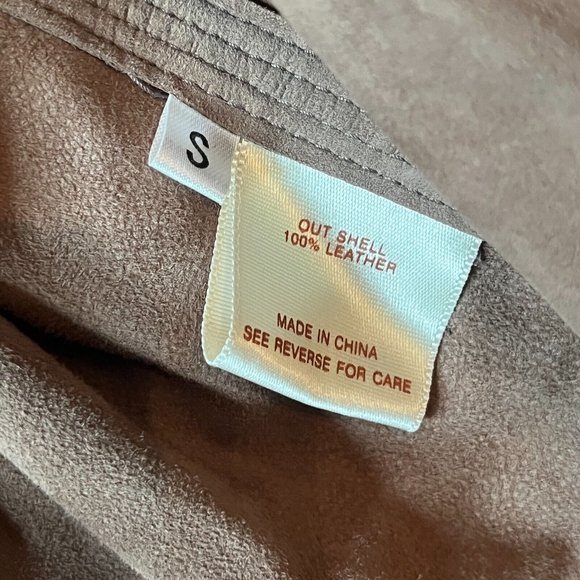 S
OUT SHELL
100% LEATHER
MADE IN CHINA
SEE REVERSE FOR CARE